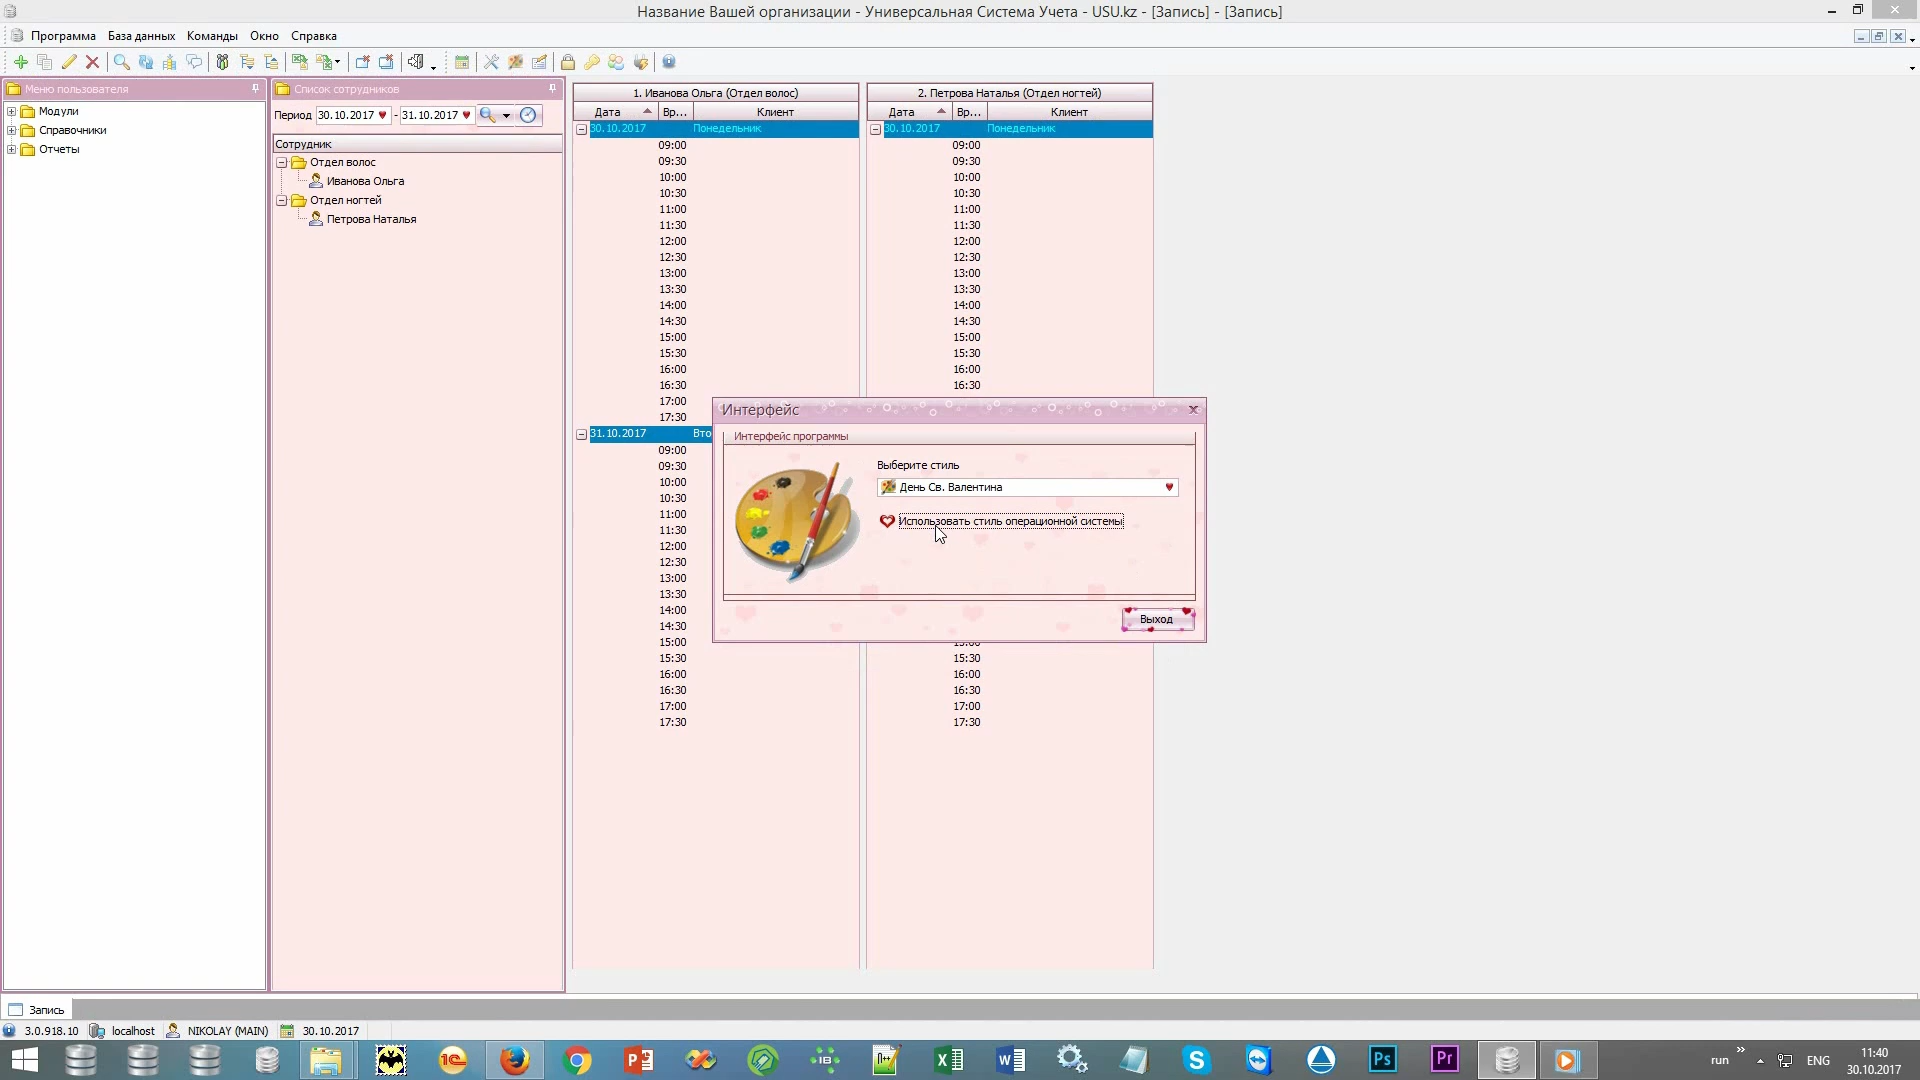 Название Вашей организации - Универсальная Система Учета - USU.kz - [Запись] - [Запись]
Программа База данных Команды Окно Справка
Меню пользователя
Модули
Справочники
Отчеты
Список сотрудников
Период 30.10.2017 - 31.10.2017
Сотрудник
Отдел волос
Иванова Ольга
Отдел ногтей
Петрова Наталья
1. Иванова Ольга (Отдел волос)
Дата Вр... Клиент
30.10.2017 Понедельник
09:00
09:30
10:00
10:30
11:00
11:30
12:00
12:30
13:00
13:30
14:00
14:30
15:00
15:30
16:00
16:30
17:00
17:30
31.10.2017 Вто
09:00
09:30
10:00
10:30
11:00
11:30
12:00
12:30
13:00
13:30
14:00
14:30
15:00
15:30
16:00
16:30
17:00
17:30
2. Петрова Наталья (Отдел ногтей)
Дата Вр... Клиент
30.10.2017 Понедельник
09:00
09:30
10:00
10:30
11:00
11:30
12:00
12:30
13:00
13:30
14:00
14:30
15:00
15:30
16:00
16:30
15:00
15:30
16:00
16:30
17:00
17:30
Интерфейс
Интерфейс программы
Выберите стиль
День Св. Валентина
Использовать стиль операционной системы
Выход
Запись
3.0.918.10 localhost NIKOLAY (MAIN) 30.10.2017
run ENG 11:40
30.10.2017